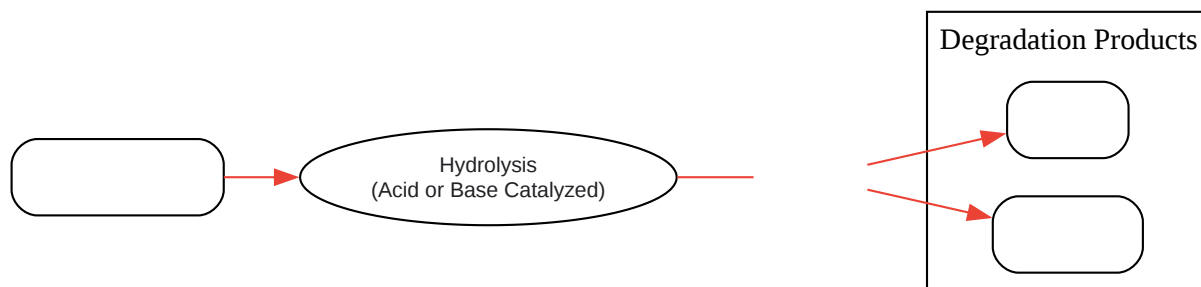 Degradation Products
Hydrolysis
(Acid or Base Catalyzed)